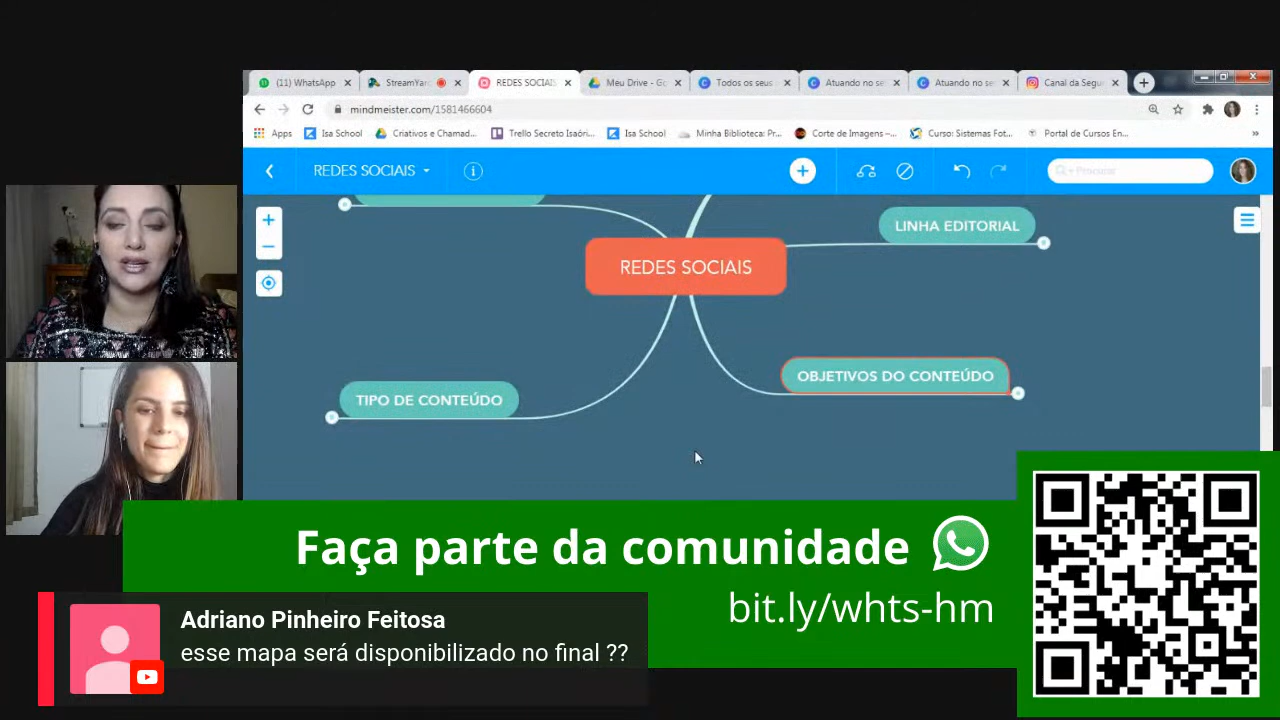 (11) WhatsApp
StreamYar
REDES SOCIAIS
Meu Drive - Go
Todos os seus
Atuando no se
Atuando no se
Canal da Segu
mindmeister.com/1581466604
Apps
Isa School
Criativos e Chamad...
Trello Secreto Isaóri...
Isa School
Minha Biblioteca: Pr...
Corte de Imagens –...
Curso: Sistemas Fot...
Portal de Cursos En...
REDES SOCIAIS
Procurar
LINHA EDITORIAL
REDES SOCIAIS
OBJETIVOS DO CONTEÚDO
TIPO DE CONTEÚDO
Faça parte da comunidade
bit.ly/whts-hm
Adriano Pinheiro Feitosa
esse mapa será disponibilizado no final ??